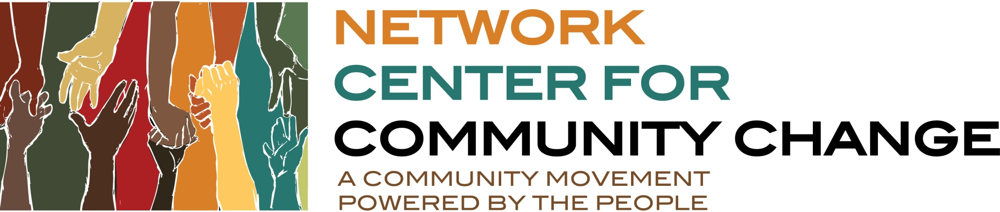 NETWORK
CENTER FOR
COMMUNITY CHANGE
A COMMUNITY MOVEMENT
POWERED BY THE PEOPLE